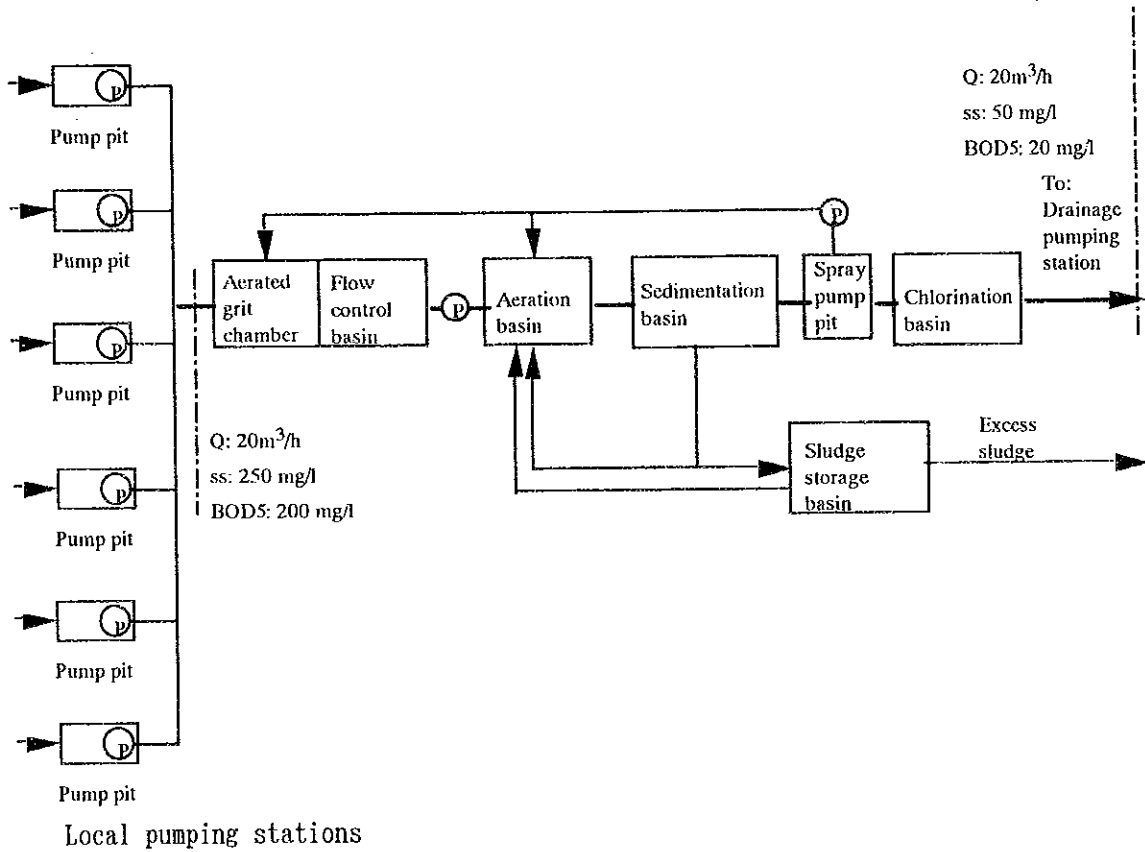 P
Pump pit
P
Pump pit
P
Pump pit
P
Pump pit
P
Pump pit
P
Pump pit
Local pumping stations
Q: 20m³/h
ss: 250 mg/l
BOD5: 200 mg/l
Aerated
grit
chamber
Flow
control
basin
P
Aeration
basin
Sedimentation
basin
P
Spray
pump
pit
Chlorination
basin
Q: 20m³/h
ss: 50 mg/l
BOD5: 20 mg/l
To:
Drainage
pumping
station
Sludge
storage
basin
Excess
sludge